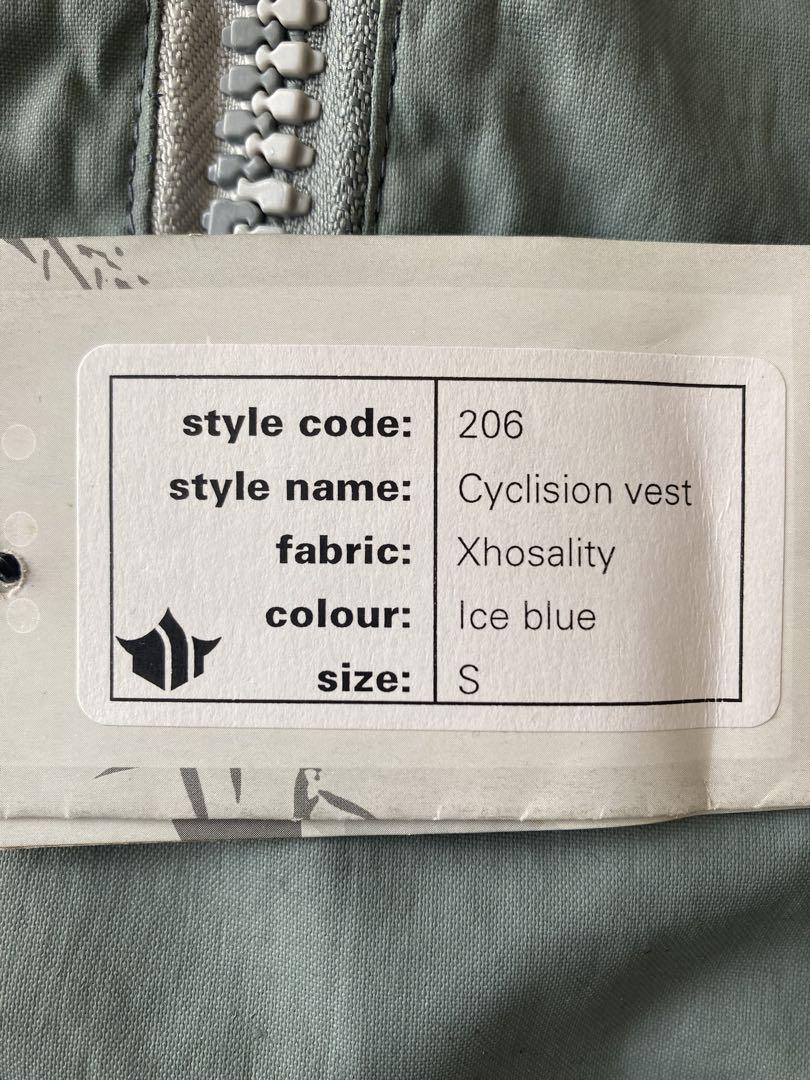 style code: 206
style name: Cyclision vest
fabric: Xhosality
colour: Ice blue
size: S